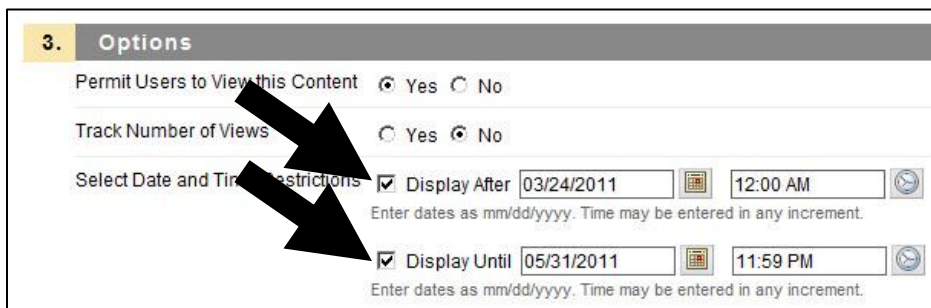 3. Options
Permit Users to View this Content Yes No
Track Number of Views Yes No
Select Date and Time Restrictions Display After 03/24/2011 12:00 AM
Enter dates as mm/dd/yyyy. Time may be entered in any increment.
Display Until 05/31/2011 11:59 PM
Enter dates as mm/dd/yyyy. Time may be entered in any increment.